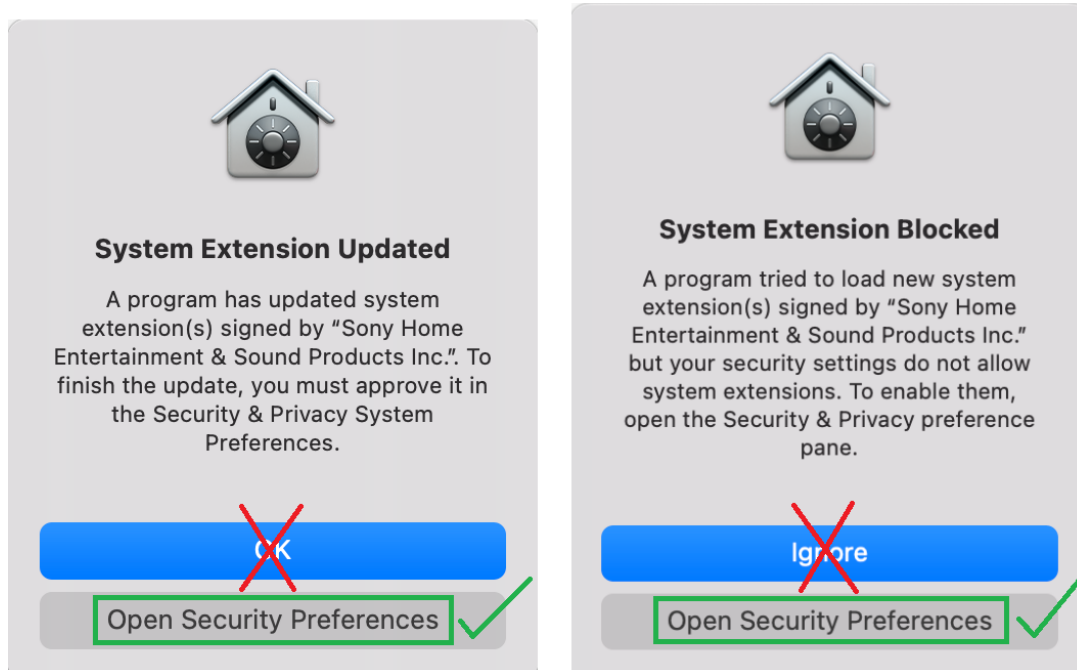 System Extension Updated
A program has updated system
extension(s) signed by “Sony Home
Entertainment & Sound Products Inc.”. To
finish the update, you must approve it in
the Security & Privacy System
Preferences.
OK
Open Security Preferences
System Extension Blocked
A program tried to load new system
extension(s) signed by “Sony Home
Entertainment & Sound Products Inc.”
but your security settings do not allow
system extensions. To enable them,
open the Security & Privacy preference
pane.
Ignore
Open Security Preferences